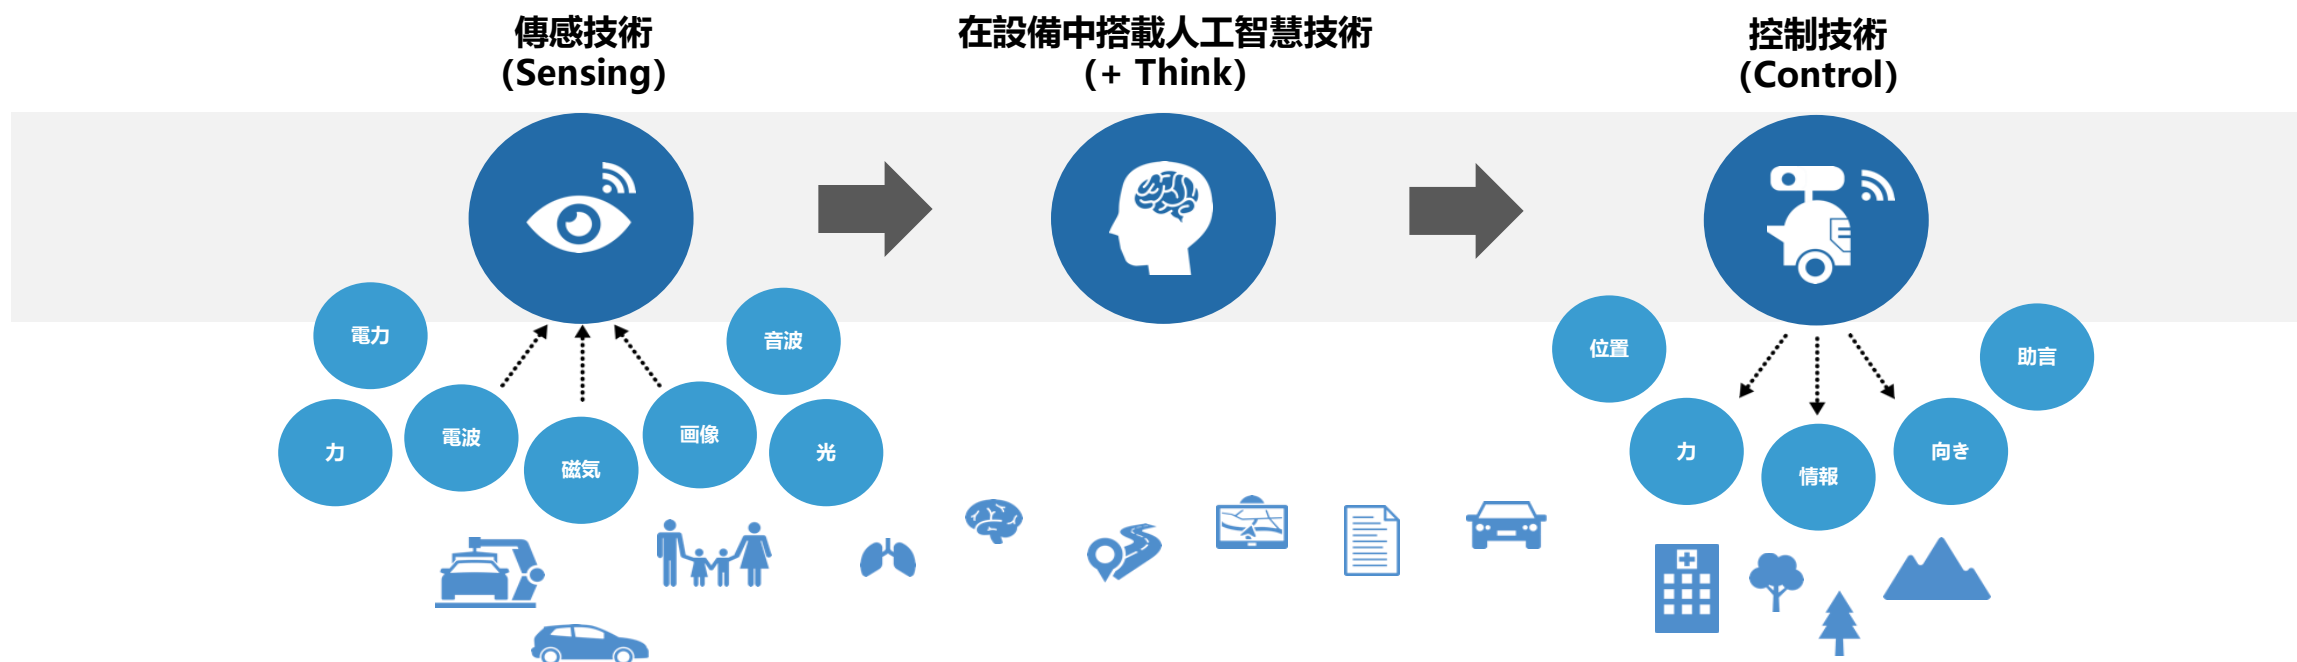 傳感技術
(Sensing)
在設備中搭載人工智慧技術
(+ Think)
控制技術
(Control)
電力
音波
力
電波
磁気
画像
光
位置
助言
力
情報
向き